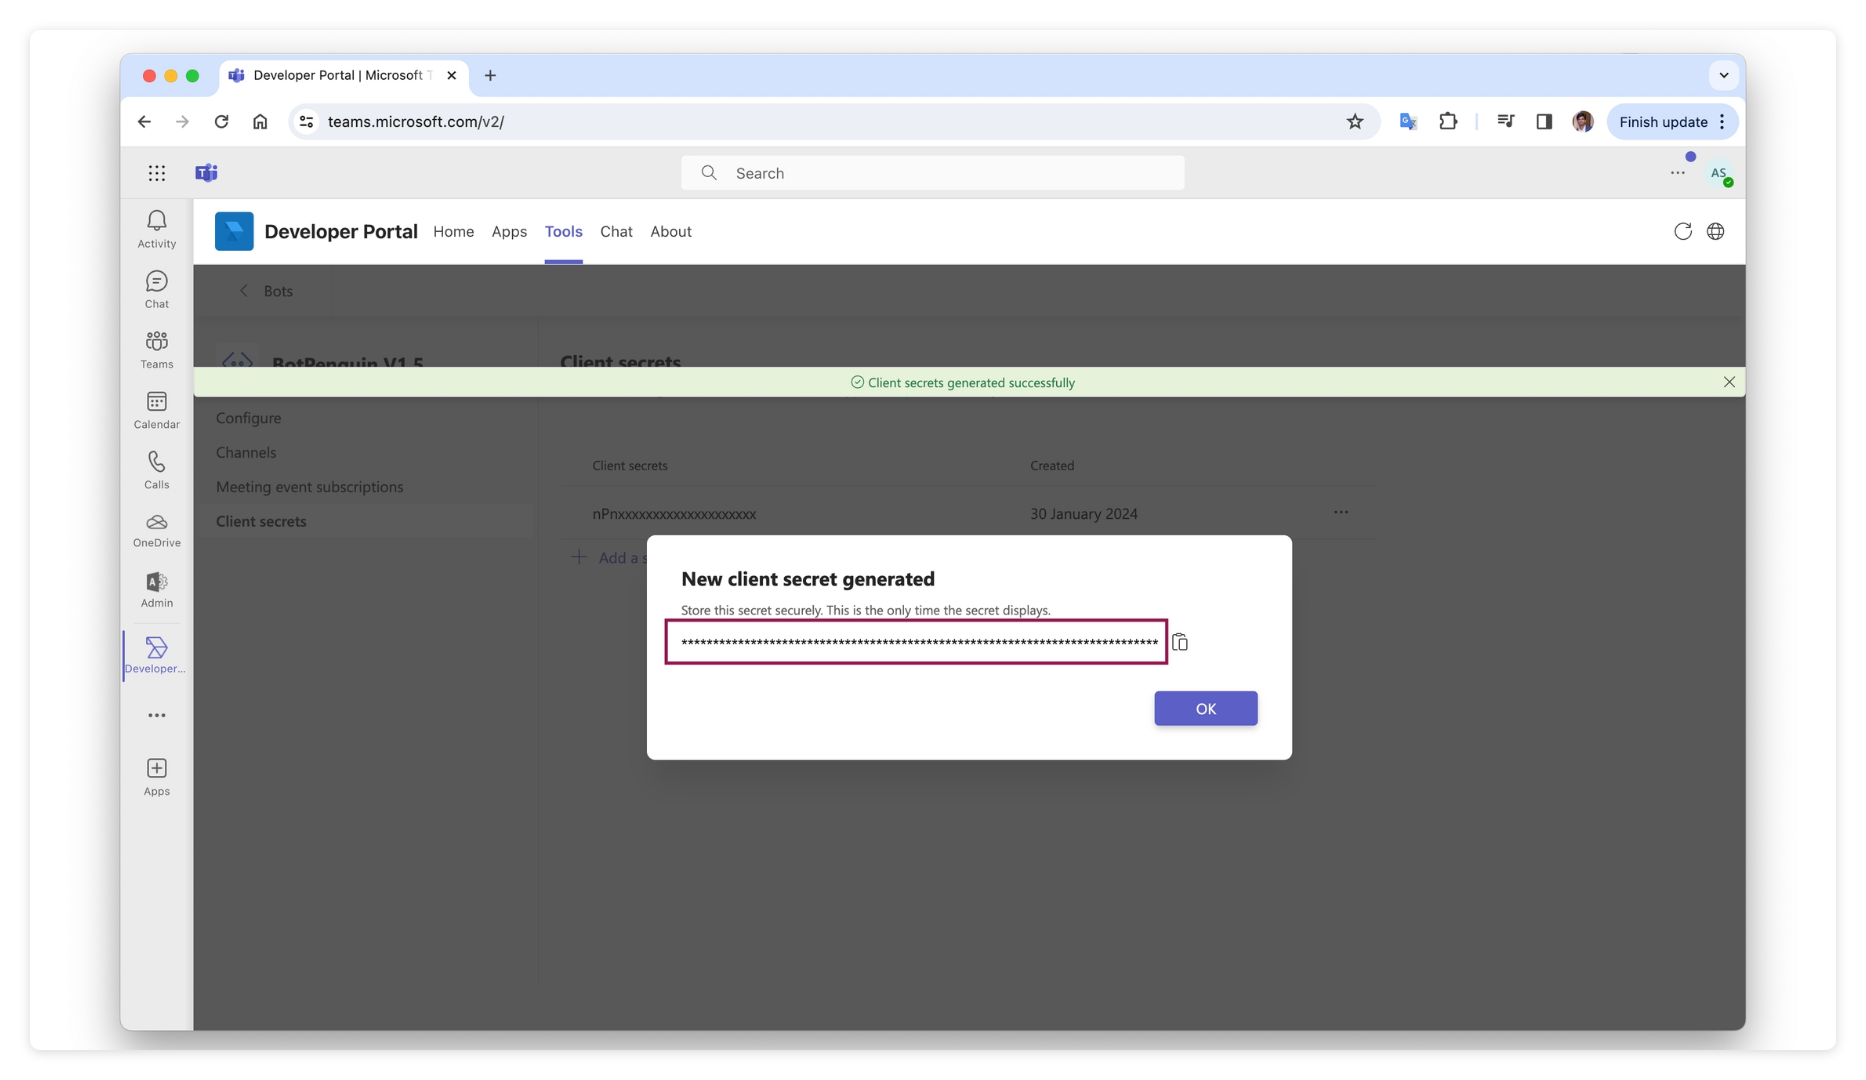 Developer Portal | Microsoft T
teams.microsoft.com/v2/
Finish update
Search
AS
Developer Portal
Home
Apps
Tools
Chat
About
Activity
Chat
Teams
Calendar
Calls
OneDrive
Admin
Developer...
Apps
Bots
BotPenguin V1.5
Client secrets
Client secrets generated successfully
Configure
Channels
Meeting event subscriptions
Client secrets
Client secrets Created
nPnxxxxxxxxxxxxxxxxxxxx 30 January 2024
Add a s
New client secret generated
Store this secret securely. This is the only time the secret displays.
OK